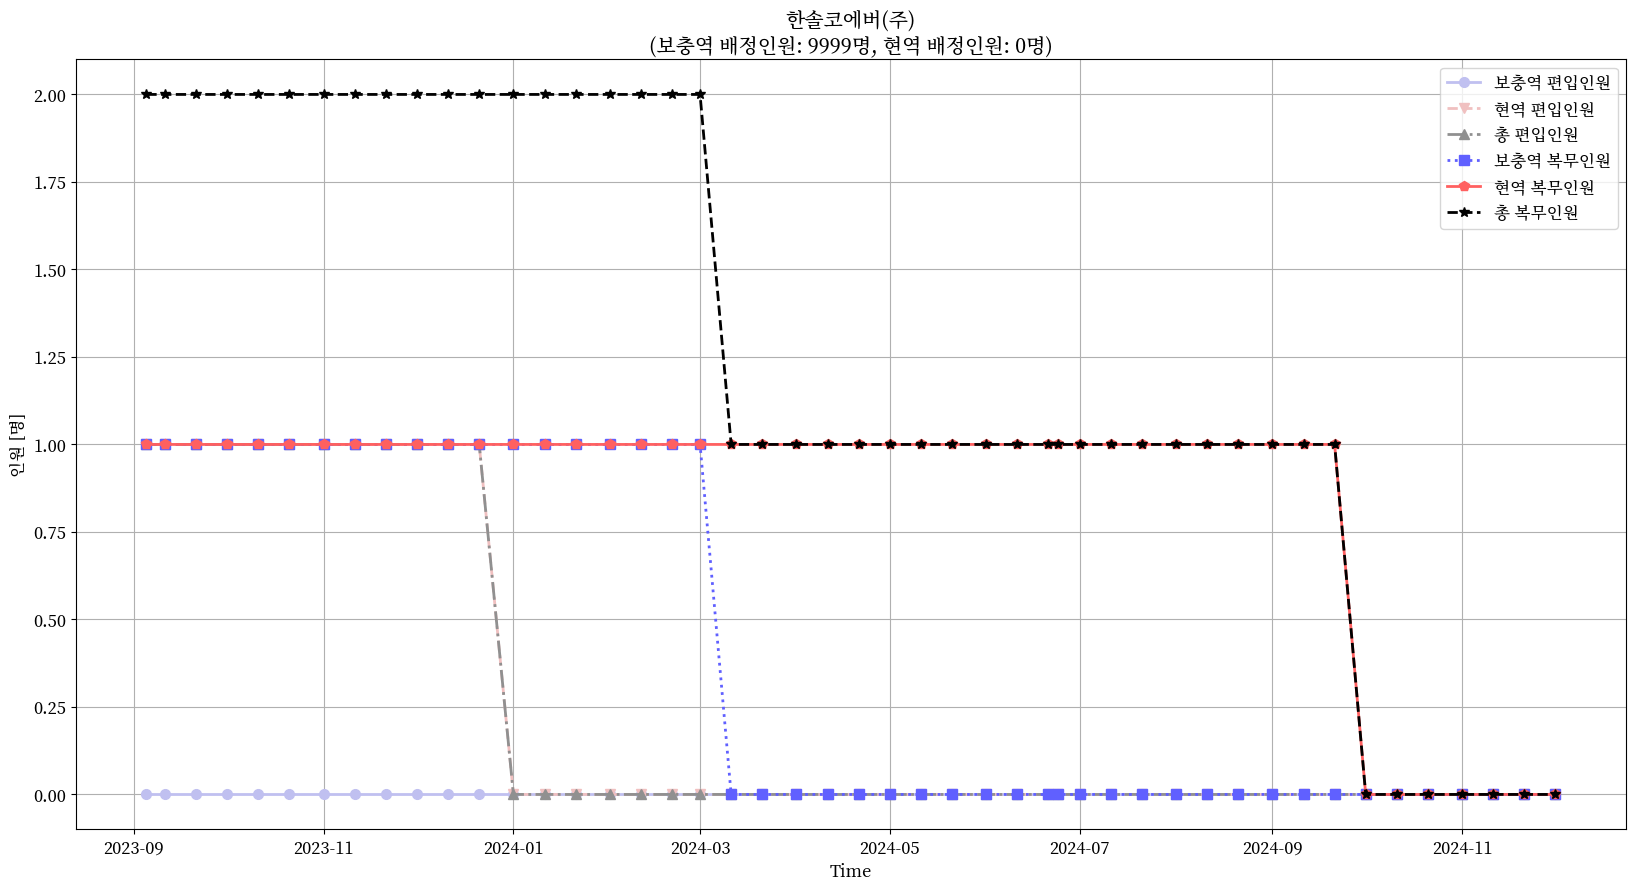 한솔코에버(주)
(보충역 배정인원: 9999명, 현역 배정인원: 0명)
보충역 편입인원
현역 편입인원
총 편입인원
보충역 복무인원
현역 복무인원
총 복무인원
인원 [명]
2.00
1.75
1.50
1.25
1.00
0.75
0.50
0.25
0.00
2023-09
2023-11
2024-01
2024-03
2024-05
2024-07
2024-09
2024-11
Time